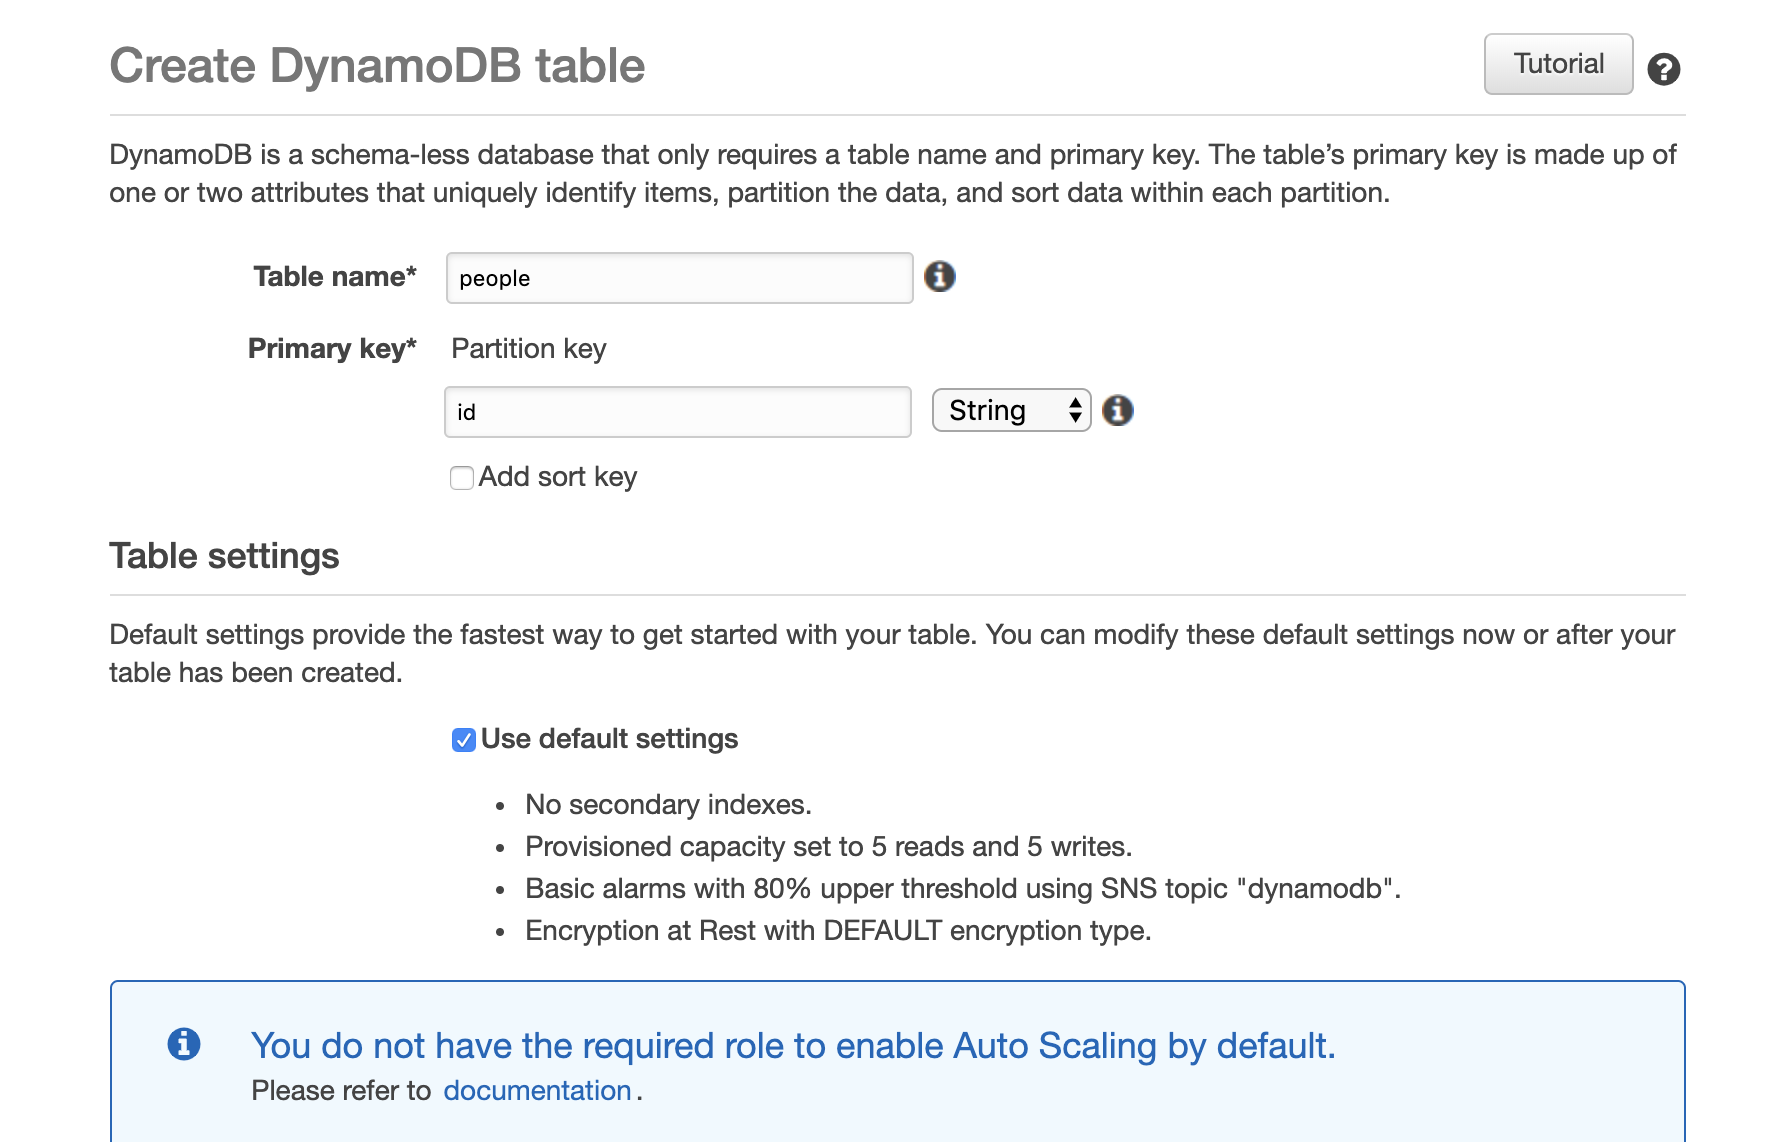 Create DynamoDB table
Tutorial
DynamoDB is a schema-less database that only requires a table name and primary key. The table’s primary key is made up of
one or two attributes that uniquely identify items, partition the data, and sort data within each partition.
Table name* people
Primary key* Partition key
id String
Add sort key
Table settings
Default settings provide the fastest way to get started with your table. You can modify these default settings now or after your
table has been created.
Use default settings
• No secondary indexes.
• Provisioned capacity set to 5 reads and 5 writes.
• Basic alarms with 80% upper threshold using SNS topic "dynamodb".
• Encryption at Rest with DEFAULT encryption type.
You do not have the required role to enable Auto Scaling by default.
Please refer to documentation.